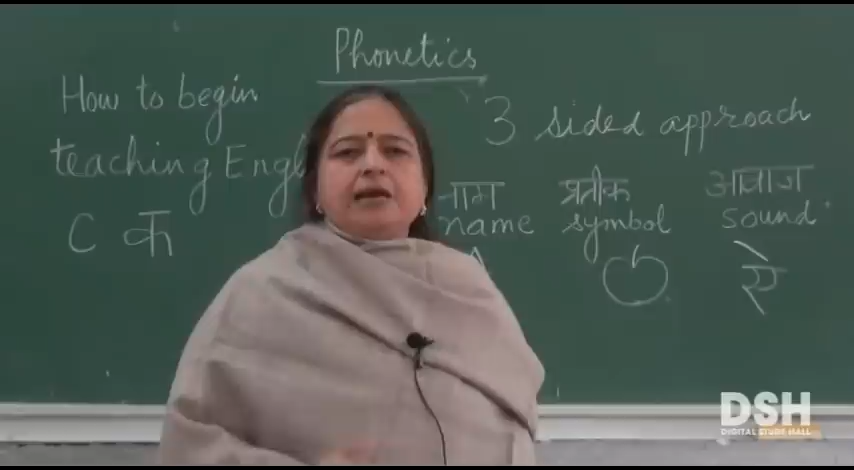 Phonetics
How to begin
teaching Engl
C क
3 sided approach
नाम प्रतीक आवाज
name symbol sound
A ऐ
DSH
DIGITAL STUDY HALL